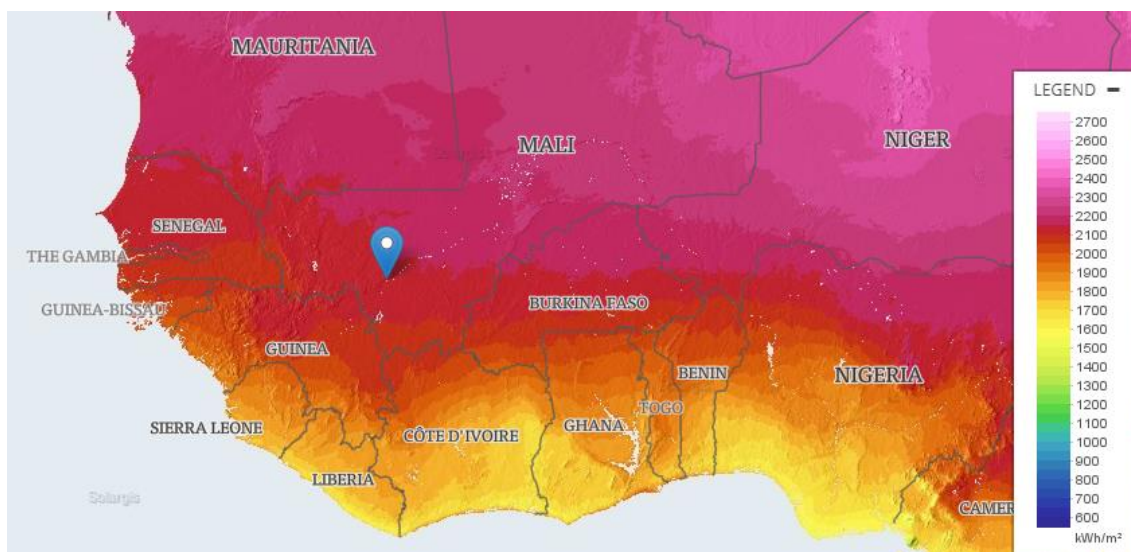 MAURITANIA
MALI
NIGER
SENEGAL
THE GAMBIA
GUINEA-BISSAU
BURKINA FASO
GUINEA
BENIN
NIGERIA
TOGO
SIERRA LEONE
CÔTE D'IVOIRE
GHANA
LIBERIA
CAMER
Solargis
LEGEND
2700
2600
2500
2400
2300
2200
2100
2000
1900
1800
1700
1600
1500
1400
1300
1200
1100
1000
900
800
700
600
kWh/m²